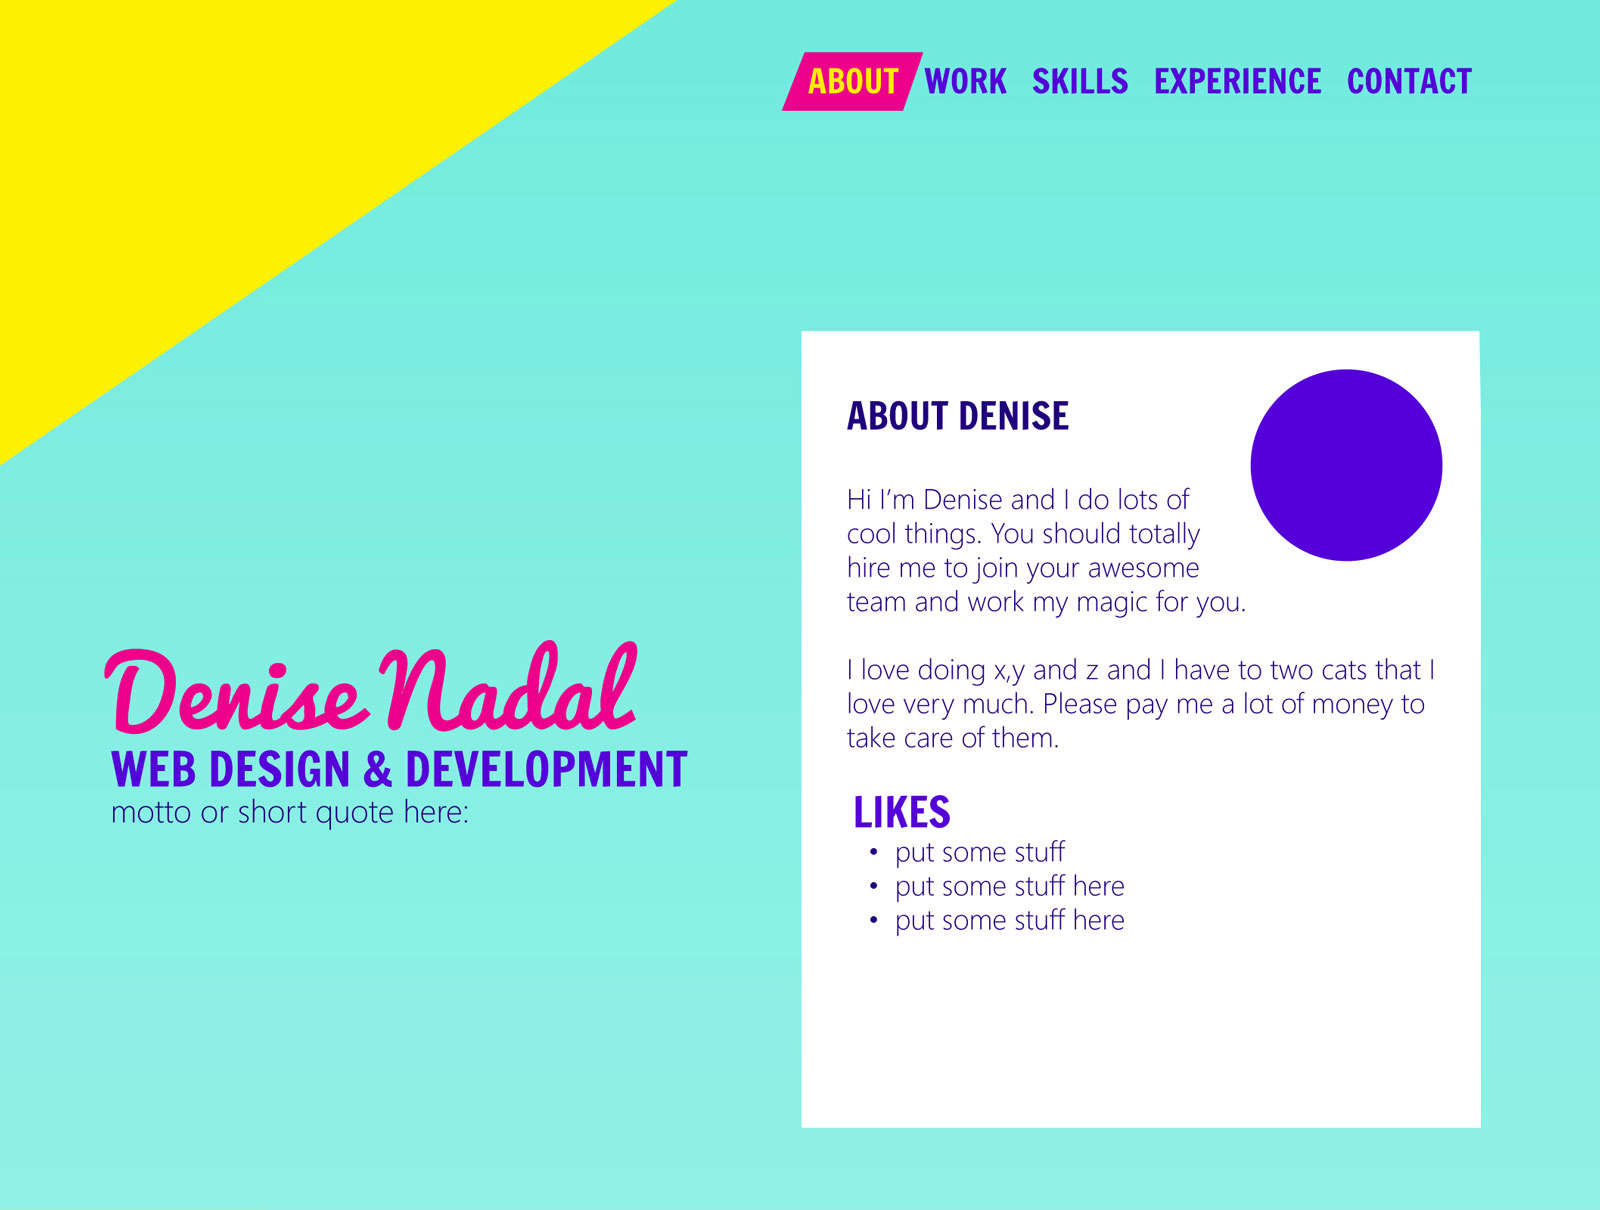 ABOUT WORK SKILLS EXPERIENCE CONTACT
Denise Nadal
WEB DESIGN & DEVELOPMENT
motto or short quote here:
ABOUT DENISE
Hi I’m Denise and I do lots of
cool things. You should totally
hire me to join your awesome
team and work my magic for you.
I love doing x,y and z and I have to two cats that I
love very much. Please pay me a lot of money to
take care of them.
LIKES
• put some stuff
• put some stuff here
• put some stuff here